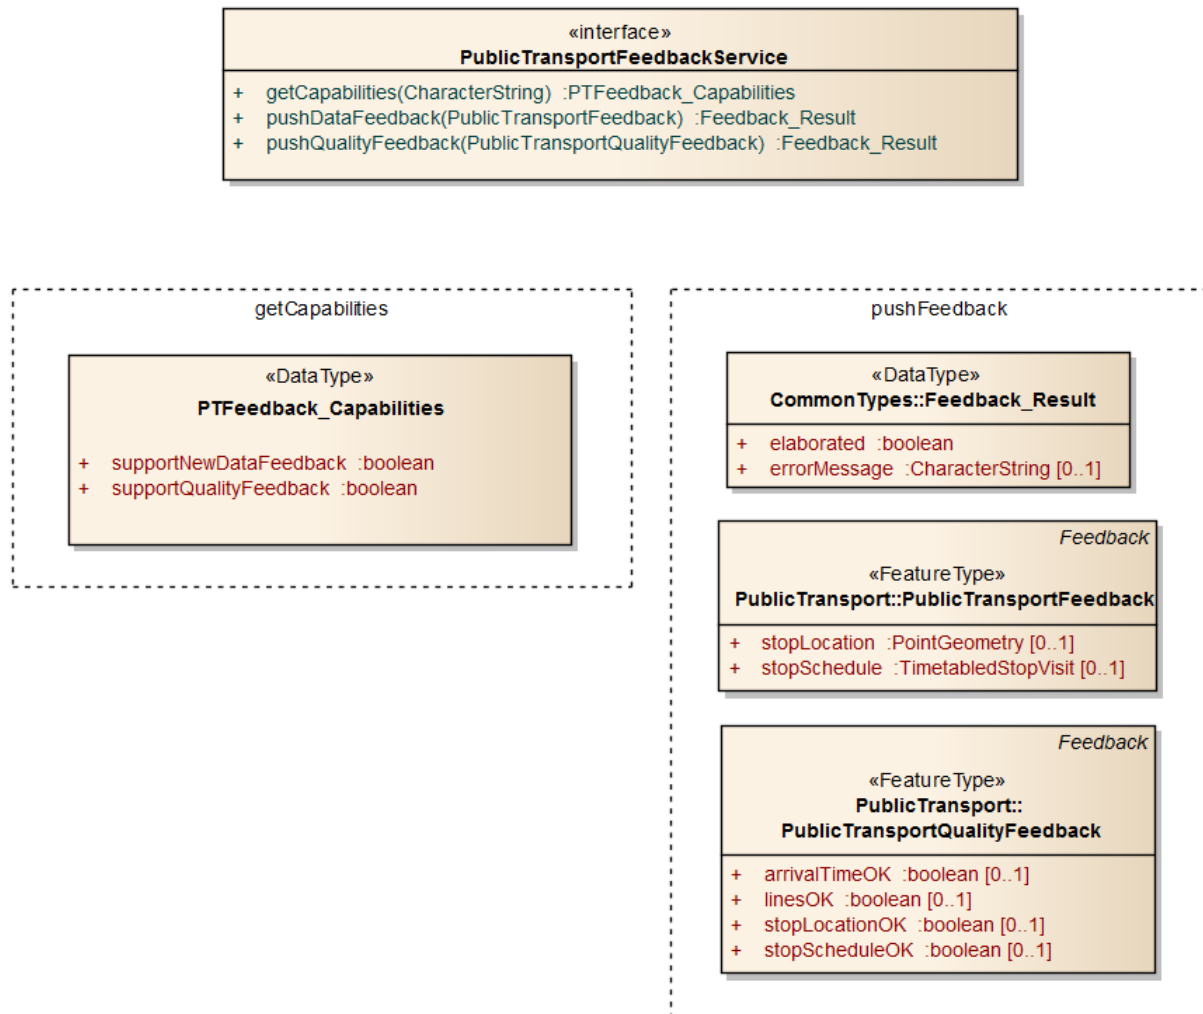 «interface»
PublicTransportFeedbackService
+ getCapabilities(CharacterString) :PTFeedback_Capabilities
+ pushDataFeedback(PublicTransportFeedback) :Feedback_Result
+ pushQualityFeedback(PublicTransportQualityFeedback) :Feedback_Result
getCapabilities
«DataType»
PTFeedback_Capabilities
+ supportNewDataFeedback :boolean
+ supportQualityFeedback :boolean
pushFeedback
«DataType»
CommonTypes::Feedback_Result
+ elaborated :boolean
+ errorMessage :CharacterString [0..1]
Feedback
«FeatureType»
PublicTransport::PublicTransportFeedback
+ stopLocation :PointGeometry [0..1]
+ stopSchedule :TimetabledStopVisit [0..1]
Feedback
«FeatureType»
PublicTransport::
PublicTransportQualityFeedback
+ arrivalTimeOK :boolean [0..1]
+ linesOK :boolean [0..1]
+ stopLocationOK :boolean [0..1]
+ stopScheduleOK :boolean [0..1]